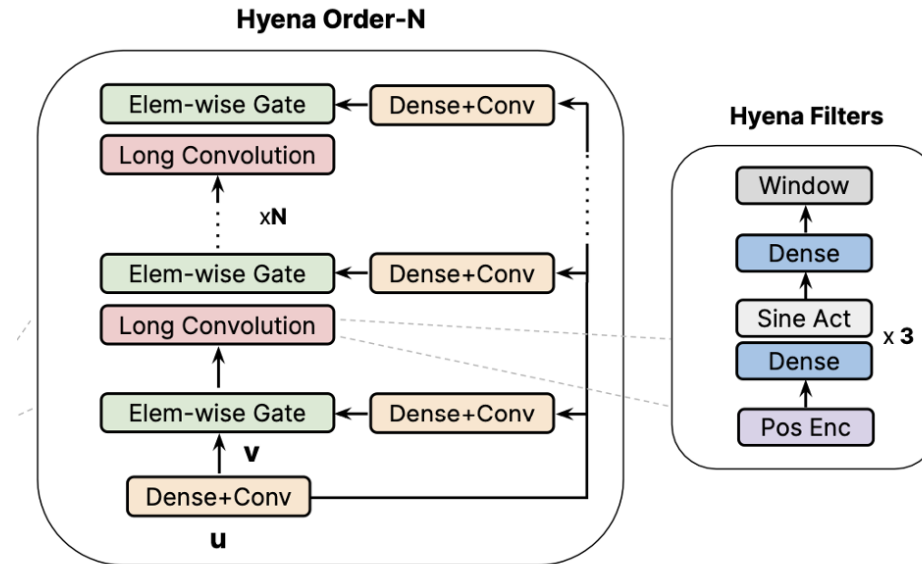 Hyena Order-N
Elem-wise Gate
Dense+Conv
Long Convolution
xN
Elem-wise Gate
Dense+Conv
Long Convolution
Elem-wise Gate
Dense+Conv
v
Dense+Conv
u
Hyena Filters
Window
Dense
Sine Act
x 3
Dense
Pos Enc